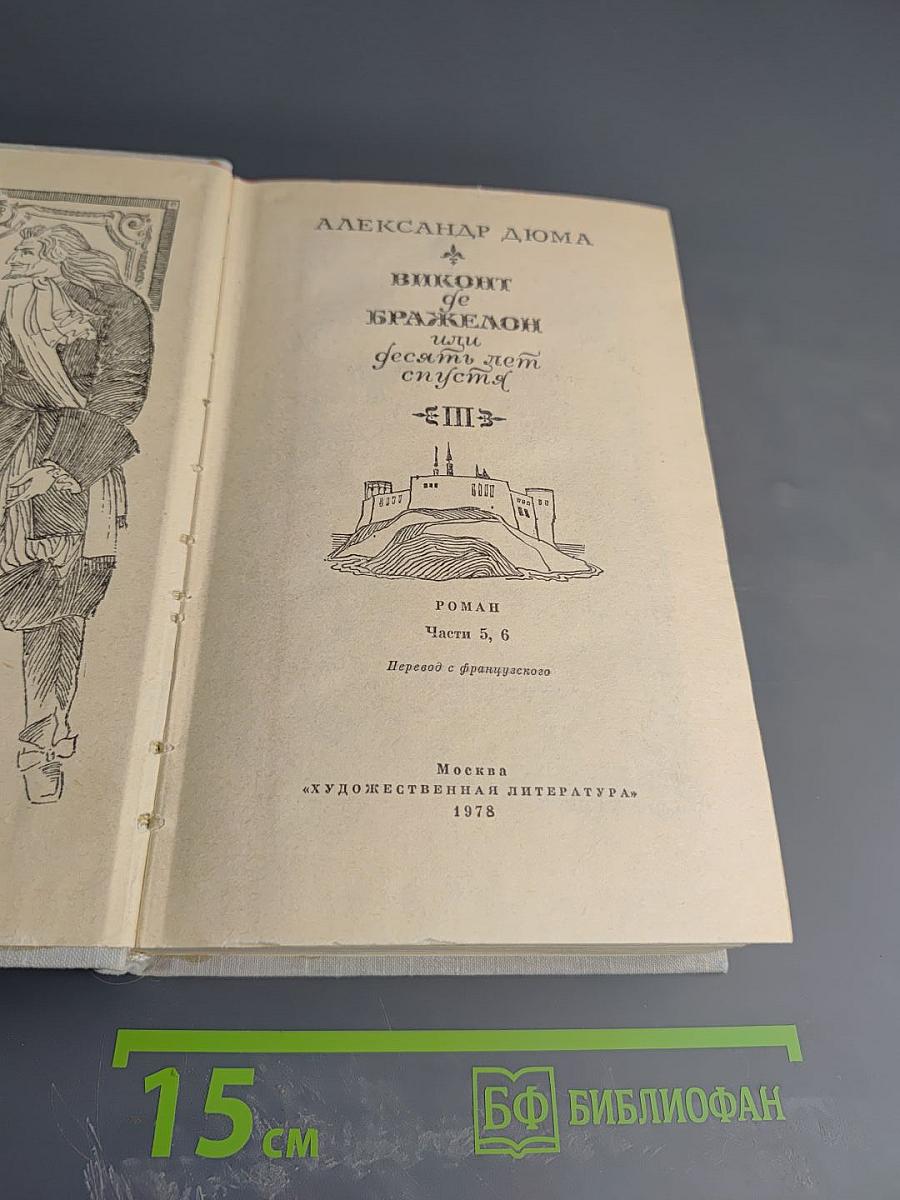 АЛЕКСАНДР ДЮМА
ВИКОНТ
де
БРАЖЕЛОН
или
десять лет
спустя
III
РОМАН
Части 5, 6
Перевод с французского
Москва
«ХУДОЖЕСТВЕННАЯ ЛИТЕРАТУРА»
1978
15 см
БФ БИБЛИОФАН